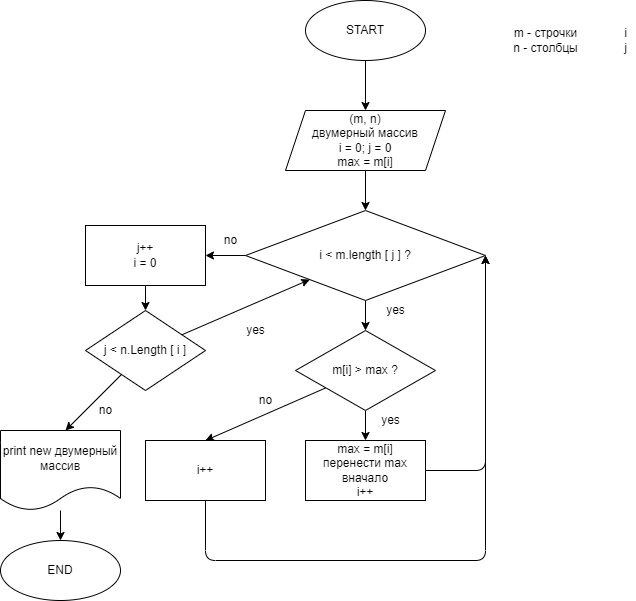 START
m - строчки i
n - столбцы j
(m, n)
двумерный массив
i = 0; j = 0
max = m[i]
i < m.length [ j ] ?
no
j++
i = 0
yes
j < n.Length [ i ]
yes
m[i] > max ?
no
no
yes
print new двумерный
массив
i++
max = m[i]
перенести max
вначало
i++
END